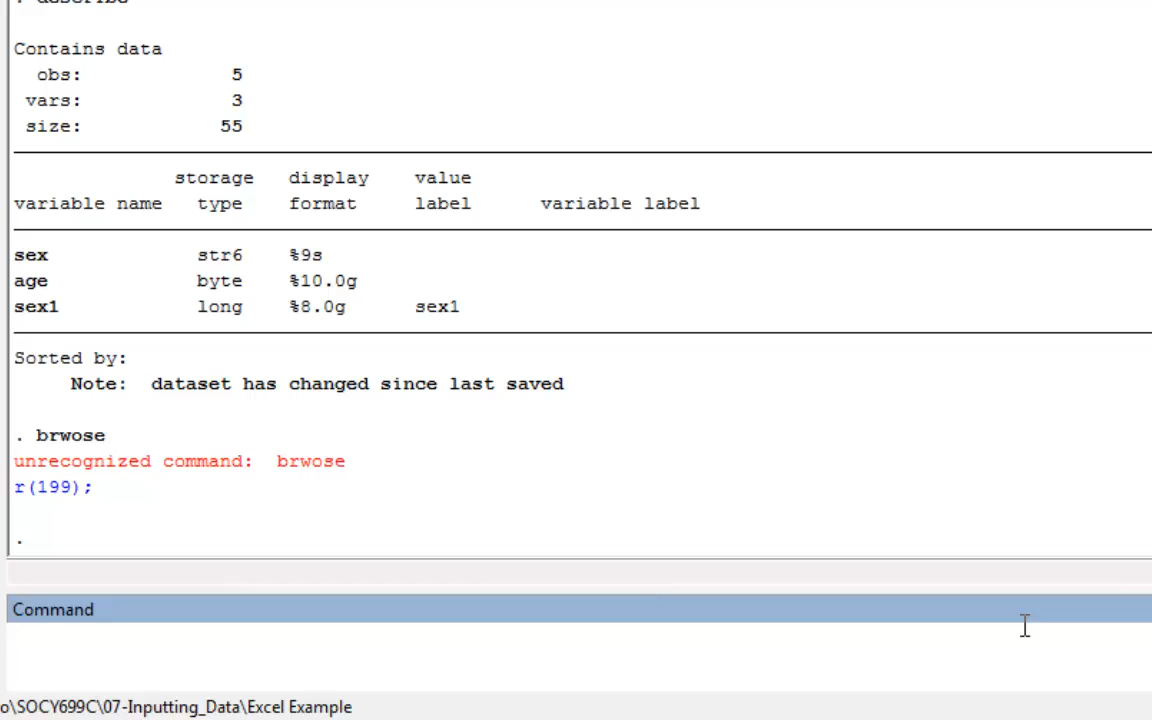 . describe
Contains data
obs: 5
vars: 3
size: 55
storage display value
variable name type format label variable label
sex str6 %9s
age byte %10.0g
sex1 long %8.0g sex1
Sorted by:
Note: dataset has changed since last saved
. brwose
unrecognized command: brwose
r(199);
.
Command
o\SOCY699C\07-Inputting_Data\Excel Example